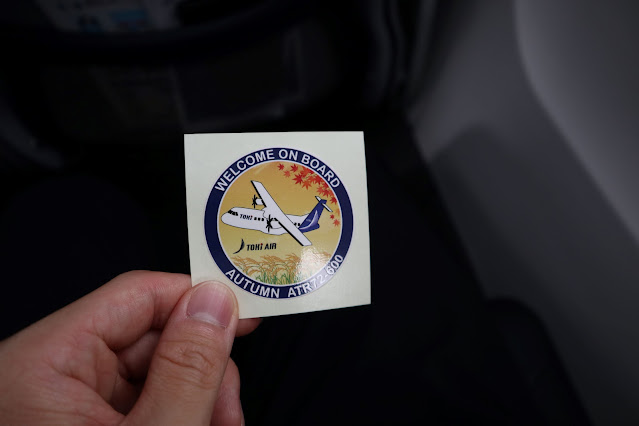 WELCOME ON BOARD
TOKI
TOKI AIR
AUTUMN ATR72-600